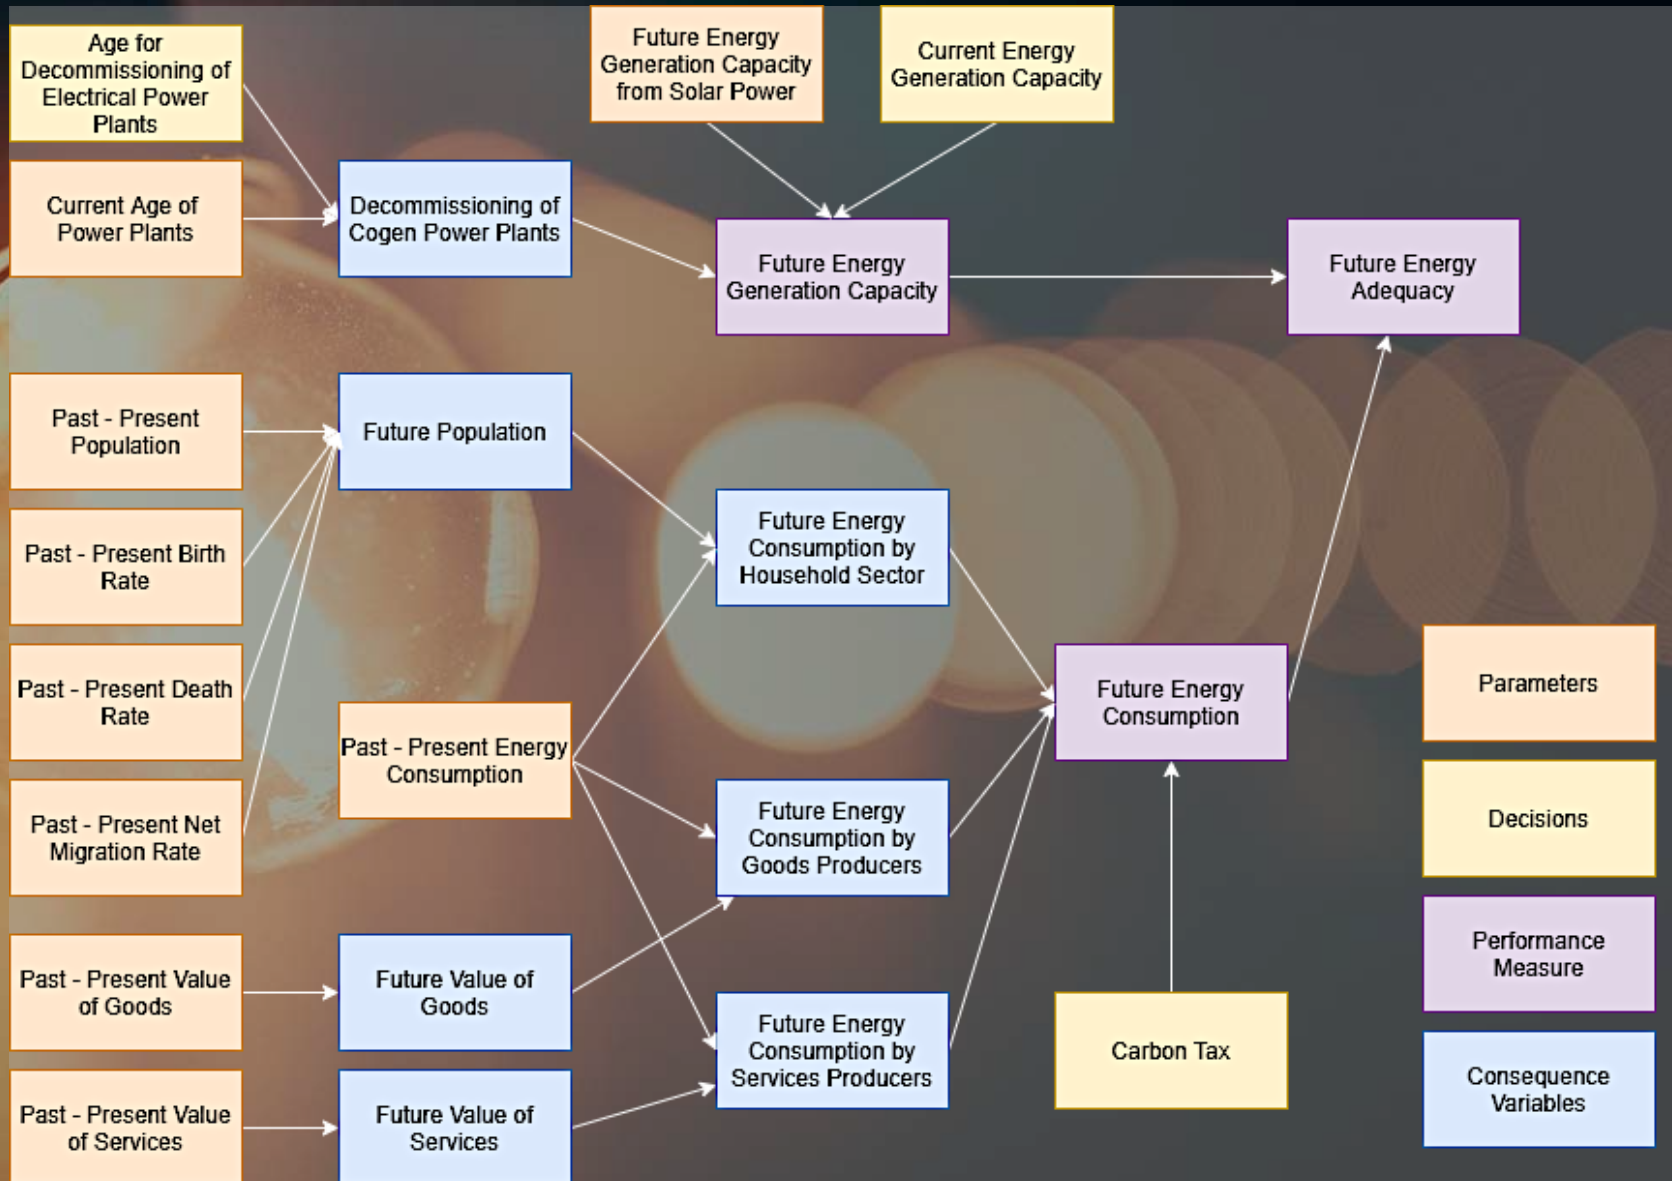 Age for
Decommissioning of
Electrical Power
Plants
Future Energy
Generation Capacity
from Solar Power
Current Energy
Generation Capacity
Current Age of
Power Plants
Decommissioning of
Cogen Power Plants
Future Energy
Generation Capacity
Future Energy
Adequacy
Past - Present
Population
Future Population
Past - Present Birth
Rate
Future Energy
Consumption by
Household Sector
Past - Present Death
Rate
Past - Present Energy
Consumption
Future Energy
Consumption
Parameters
Past - Present Net
Migration Rate
Future Energy
Consumption by
Goods Producers
Decisions
Performance
Measure
Past - Present Value
of Goods
Future Value of
Goods
Future Energy
Consumption by
Services Producers
Carbon Tax
Consequence
Variables
Past - Present Value
of Services
Future Value of
Services